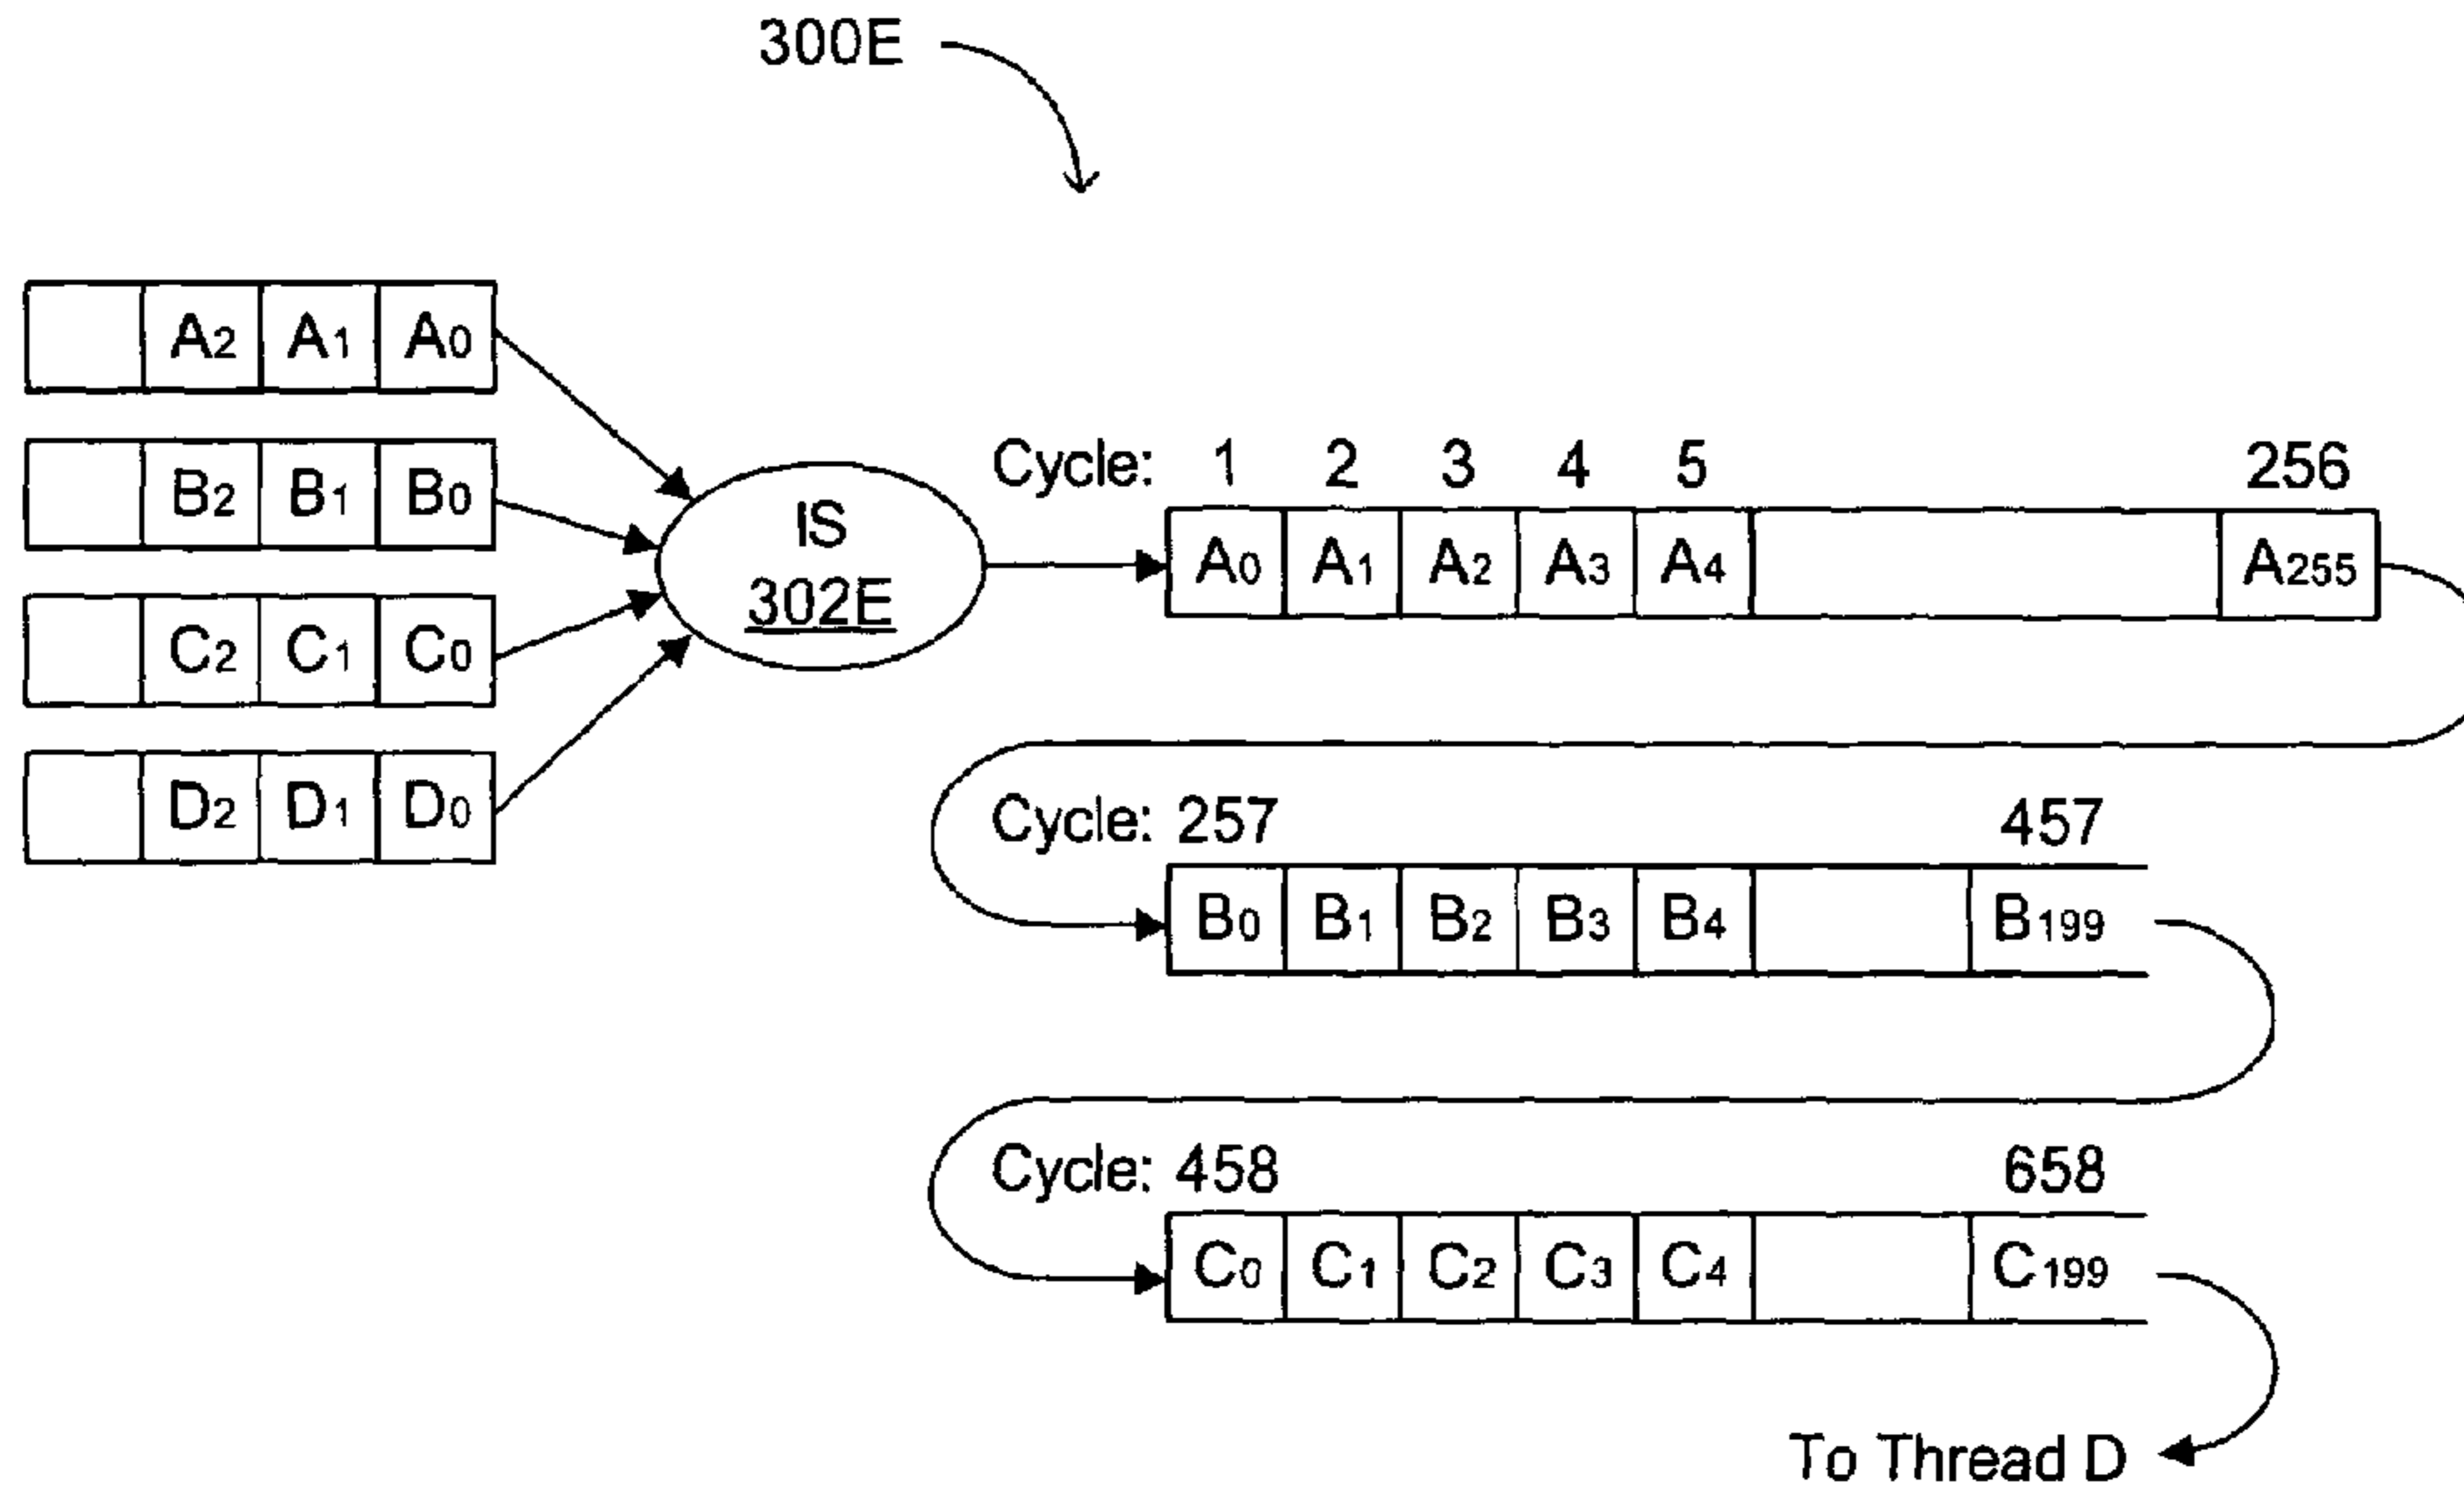 300E
A2 A1 A0
B2 B1 B0
C2 C1 C0
D2 D1 D0
IS
302E
Cycle: 1 2 3 4 5 256
A0 A1 A2 A3 A4 A255
Cycle: 257 457
B0 B1 B2 B3 B4 B199
Cycle: 458 658
C0 C1 C2 C3 C4 C199
To Thread D